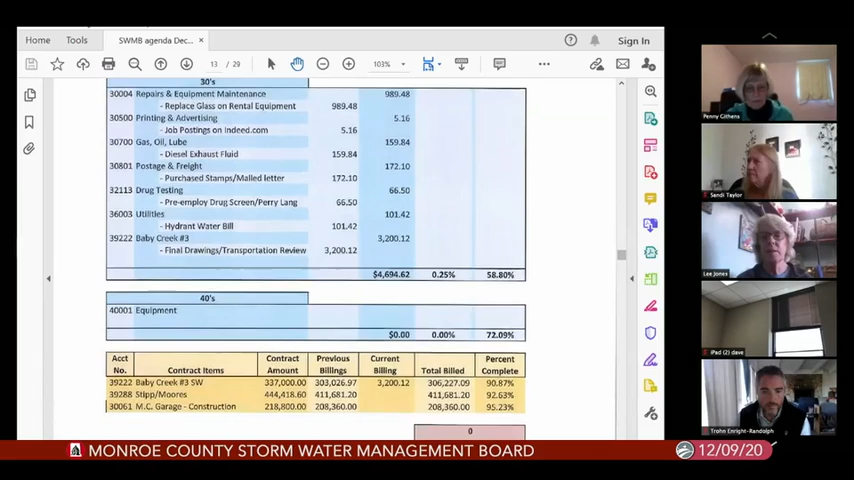 Home Tools SWMB agenda Dec... × Sign In
13 / 29 103%
30's
30004 Repairs & Equipment Maintenance 989.48
- Replace Glass on Rental Equipment 989.48
30500 Printing & Advertising 5.16
- Job Postings on Indeed.com 5.16
30700 Gas, Oil, Lube 159.84
- Diesel Exhaust Fluid 159.84
30801 Postage & Freight 172.10
- Purchased Stamps/Mailed letter 172.10
32113 Drug Testing 66.50
- Pre-employ Drug Screen/Perry Lang 66.50
36003 Utilities 101.42
- Hydrant Water Bill 101.42
39222 Baby Creek #3 3,200.12
- Final Drawings/Transportation Review 3,200.12
$4,694.62 0.25% 58.80%
40's
40001 Equipment
$0.00 0.00% 72.09%
Acct Contract Previous Current Percent
No. Contract Items Amount Billings Billing Total Billed Complete
39222 Baby Creek #3 SW 337,000.00 303,026.97 3,200.12 306,227.09 90.87%
39288 Stipp/Moores 444,418.60 411,681.20 411,681.20 92.63%
30061 M.C. Garage - Construction 218,800.00 208,360.00 208,360.00 95.23%
0
Penny Githens
Sandi Taylor
Lee Jones
iPad (2) dave
Trohn Enright-Randolph
MONROE COUNTY STORM WATER MANAGEMENT BOARD 12/09/20